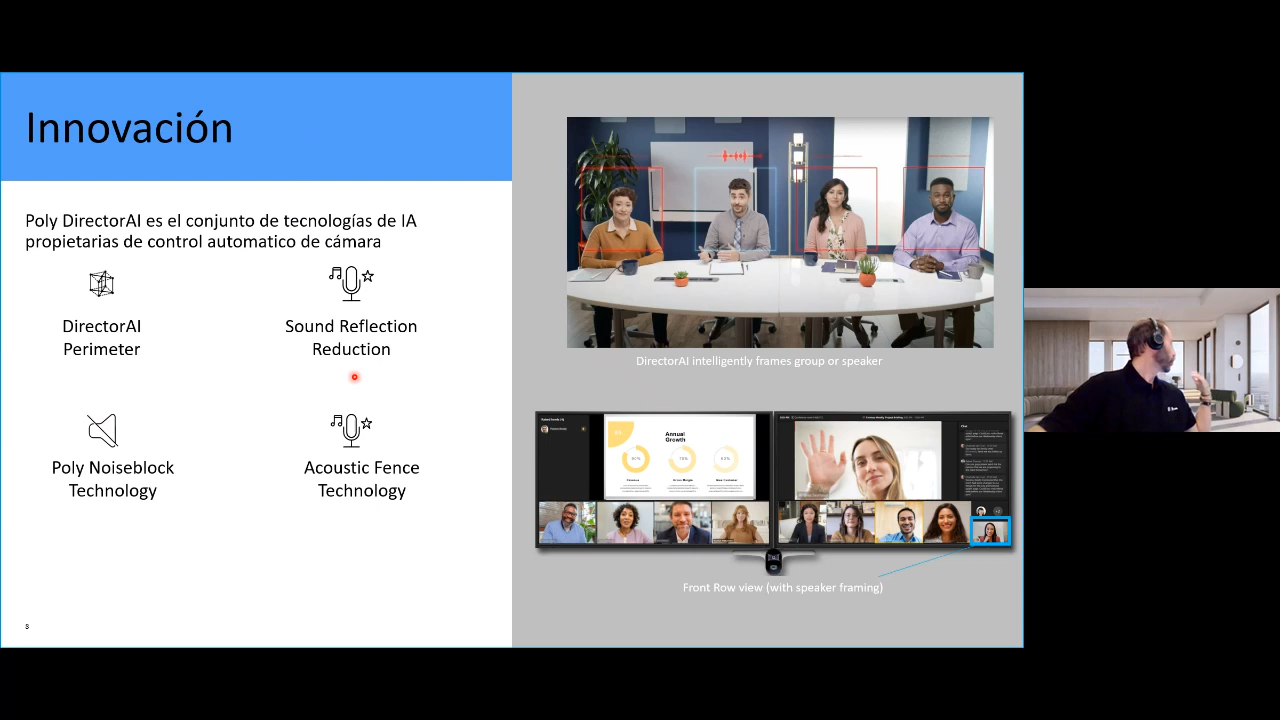 Innovación
Poly DirectorAI es el conjunto de tecnologías de IA
propietarias de control automatico de cámara
DirectorAI
Perimeter
Sound Reflection
Reduction
Poly Noiseblock
Technology
Acoustic Fence
Technology
DirectorAI intelligently frames group or speaker
Annual
Growth
Front Row view (with speaker framing)